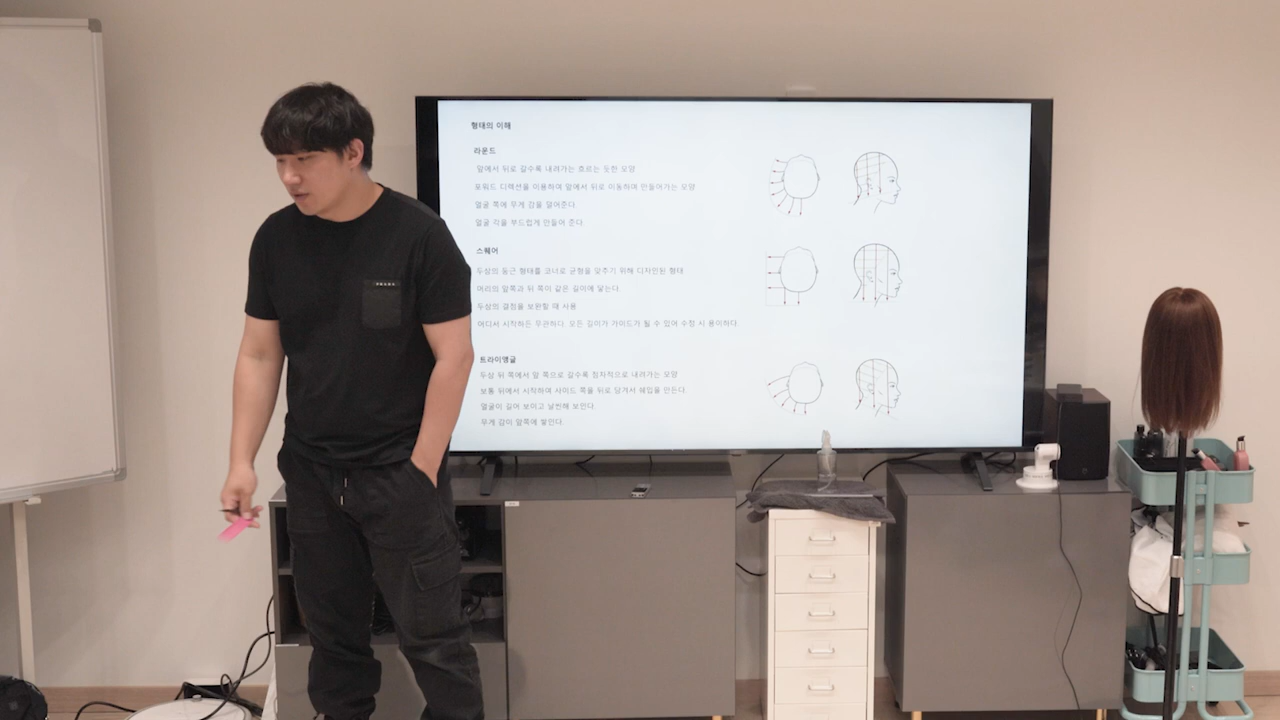 형태의 이해
라운드
앞에서 뒤로 갈수록 내려가는 흐르는 듯한 모양
포워드 디렉션을 이용하여 앞에서 뒤로 이동하며 만들어가는 모양
얼굴 쪽에 무게 감을 덜어준다
얼굴 각을 부드럽게 만들어 준다
스퀘어
두상의 둥근 형태를 코너로 균형을 맞추기 위해 디자인된 형태
머리의 앞쪽과 뒤 쪽이 같은 길이에 닿는다.
두상의 결점을 보완할 때 사용
어디서 시작하든 무관하다. 모든 길이가 가이드가 될 수 있어 수정 시 용이하다.
트라이앵글
두상 뒤 쪽에서 앞 쪽으로 갈수록 점차적으로 내려가는 모양
보통 뒤에서 시작하여 사이드 쪽을 뒤로 당겨서 쉐입을 만든다.
얼굴이 길어 보이고 날씬해 보인다.
무게 감이 앞쪽에 쌓인다.
PRADA